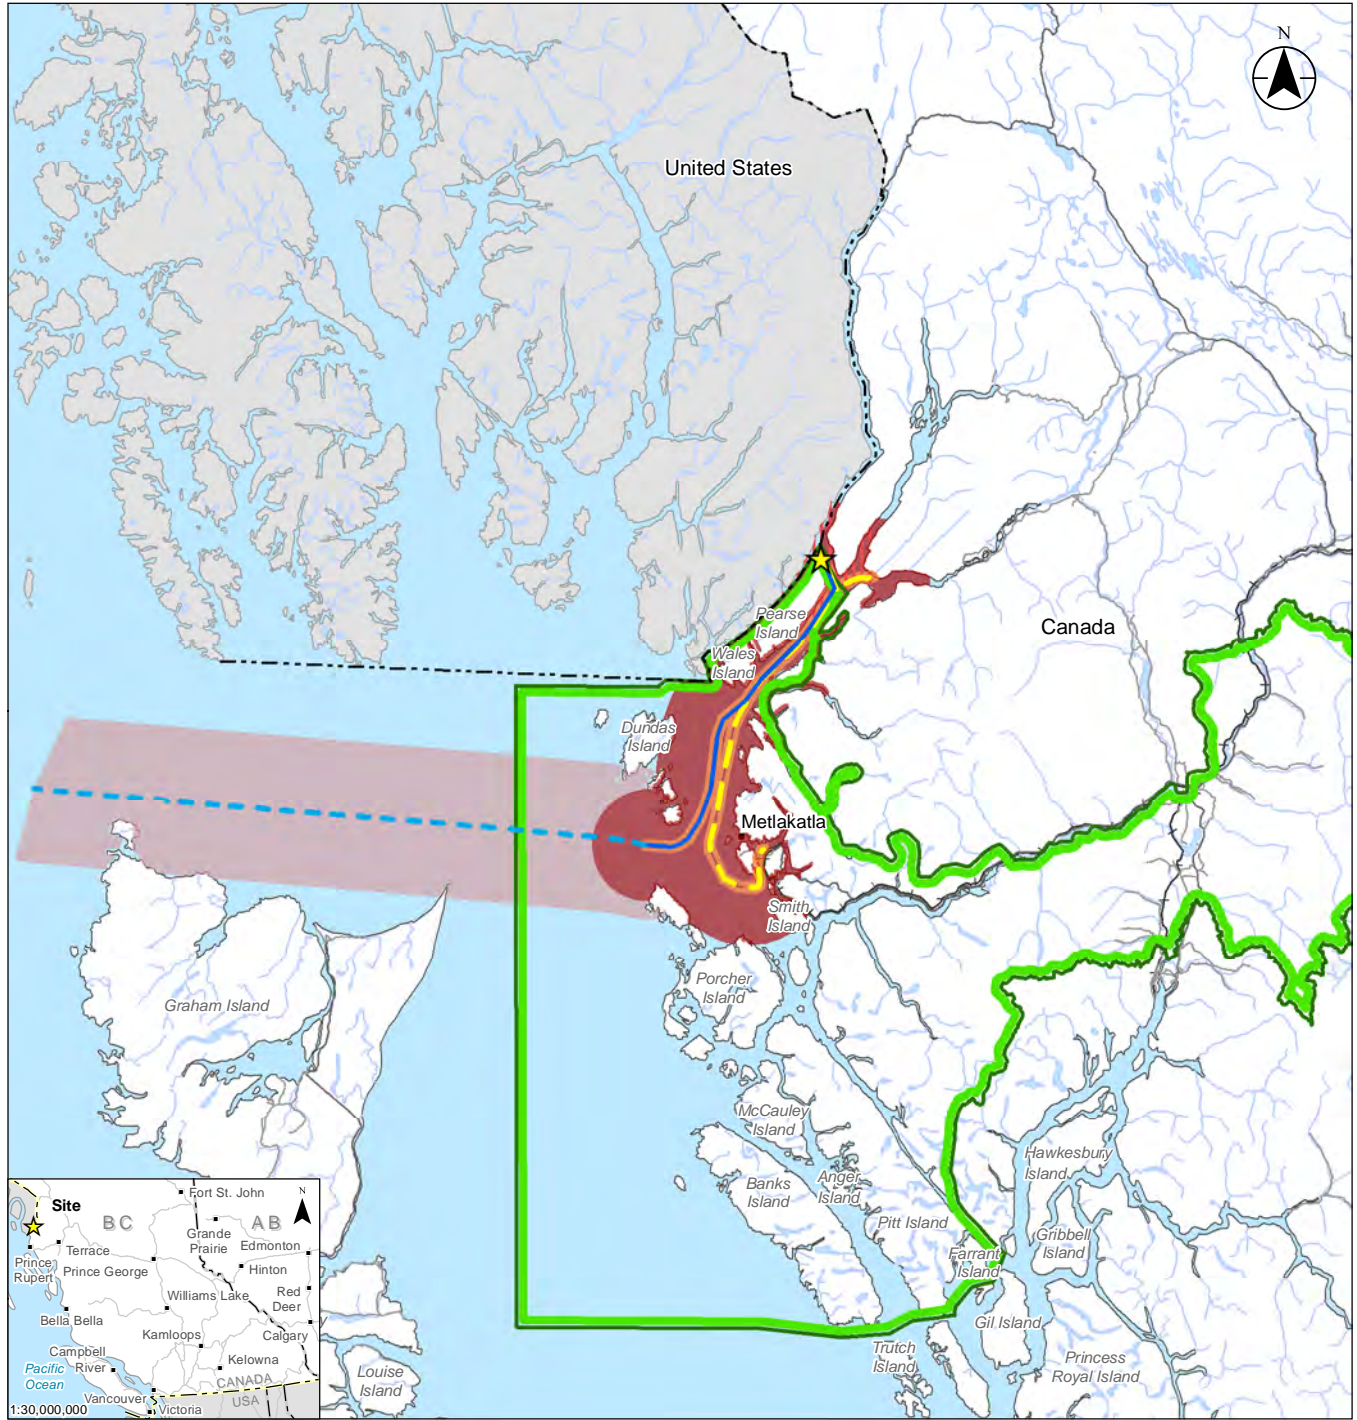 N
United States
Canada
Pearse
Island
Wales
Island
Dundas
Island
Metlakatla
Smith
Island
Porcher
Island
Graham Island
McCauley
Island
Hawkesbury
Island
Banks
Island
Anger
Island
Pitt Island
Gribbell
Island
Farrant
Island
Gil Island
Trutch
Island
Princess
Royal Island
Louise
Island
N
Site
Fort St. John
BC
AB
Grande
Prairie
Edmonton
Terrace
Prince
Rupert
Prince George
Hinton
Williams Lake
Red
Deer
Bella Bella
Kamloops
Calgary
Campbell
River
Kelowna
Pacific
Ocean
CANADA
Vancouver
USA
Victoria
1:30,000,000